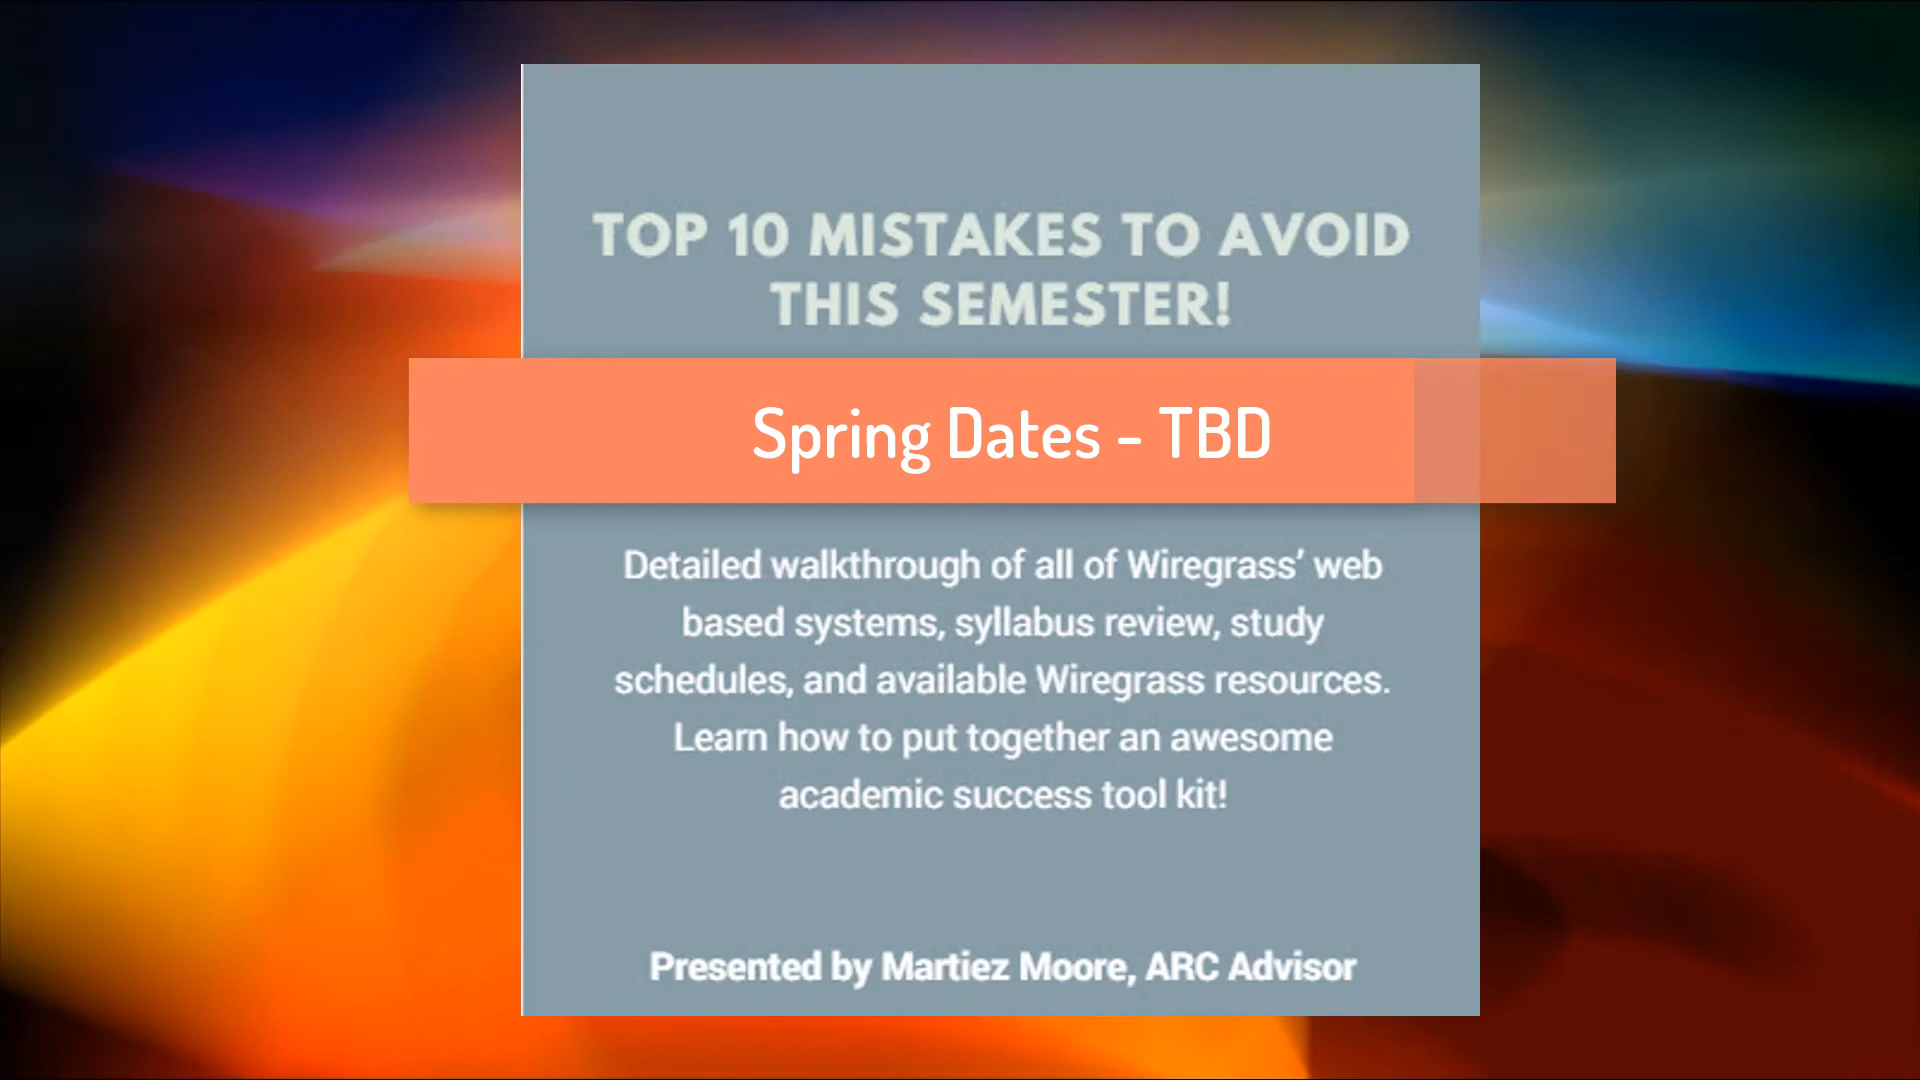 TOP 10 MISTAKES TO AVOID
THIS SEMESTER!
Spring Dates - TBD
Detailed walkthrough of all of Wiregrass’ web
based systems, syllabus review, study
schedules, and available Wiregrass resources.
Learn how to put together an awesome
academic success tool kit!
Presented by Martiez Moore, ARC Advisor